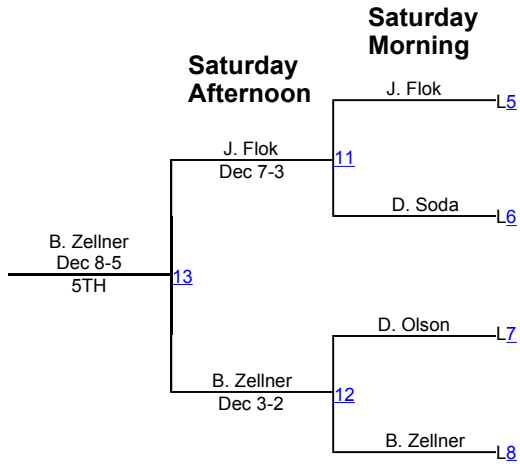 Saturday
Morning
Saturday
Afternoon
J. Flok
L5
J. Flok
Dec 7-3
11
D. Soda
L6
B. Zellner
Dec 8-5
5TH
13
D. Olson
L7
B. Zellner
Dec 3-2
12
B. Zellner
L8